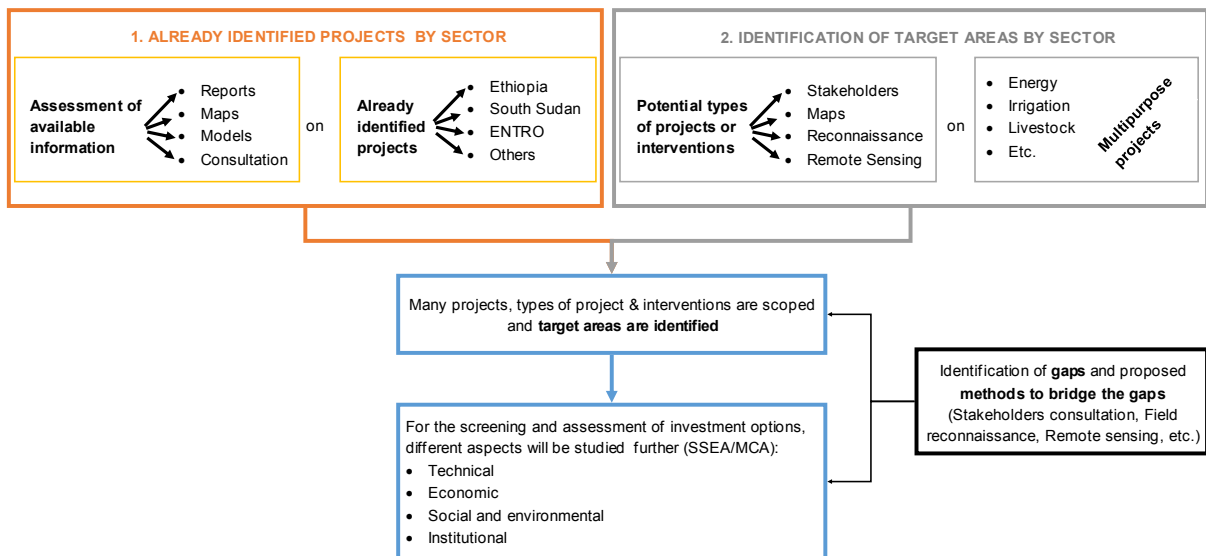 1. ALREADY IDENTIFIED PROJECTS BY SECTOR
Assessment of
available
information
• Reports
• Maps
• Models
• Consultation
on
Already
identified
projects
• Ethiopia
• South Sudan
• ENTRO
• Others
2. IDENTIFICATION OF TARGET AREAS BY SECTOR
Potential types
of projects or
interventions
• Stakeholders
• Maps
• Reconnaissance
• Remote Sensing
on
• Energy
• Irrigation
• Livestock
• Etc.
Multipurpose
projects
Many projects, types of project & interventions are scoped
and target areas are identified
Identification of gaps and proposed
methods to bridge the gaps
(Stakeholders consultation, Field
reconnaissance, Remote sensing, etc.)
For the screening and assessment of investment options,
different aspects will be studied further (SSEA/MCA):
• Technical
• Economic
• Social and environmental
• Institutional